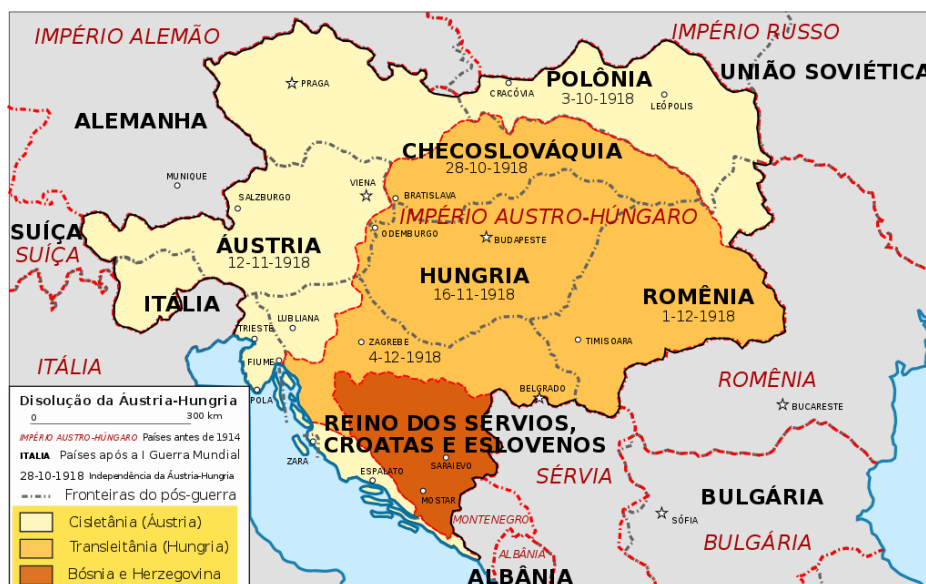 IMPÉRIO ALEMÃO
IMPÉRIO RUSSO
UNIÃO SOVIÉTICA
POLÔNIA
3-10-1918
PRAGA
CRACÓVIA
LEÓPOLIS
ALEMANHA
CHECOSLOVÁQUIA
28-10-1918
MUNIQUE
VIENA
SALZBURGO
BRATISLAVA
IMPÉRIO AUSTRO-HÚNGARO
SUÍÇA
SUÍÇA
ODEMBURGO
BUDAPESTE
ÁUSTRIA
12-11-1918
HUNGRIA
16-11-1918
ITÁLIA
ROMÊNIA
1-12-1918
LUBLIANA
TRIESTE
ZAGREBE
4-12-1918
TIMISOARA
ITÁLIA
FIUME
POLA
BELGRADO
ROMÊNIA
BUCARESTE
REINO DOS SÉRVIOS,
CROATAS E ESLOVENOS
ZARA
ESPALATO
SARAIEVO
SÉRVIA
MOSTAR
BULGÁRIA
SÓFIA
MONTENEGRO
BULGÁRIA
ALBÂNIA
ALBÂNIA
Disolução da Áustria-Hungria
0 300 km
IMPÉRIO AUSTRO-HÚNGARO Países antes de 1914
ITALIA Países após a I Guerra Mundial
28-10-1918 Independência da Áustria-Hungria
Fronteiras do pós-guerra
Cisletânia (Áustria)
Transleitânia (Hungria)
Bósnia e Herzegovina